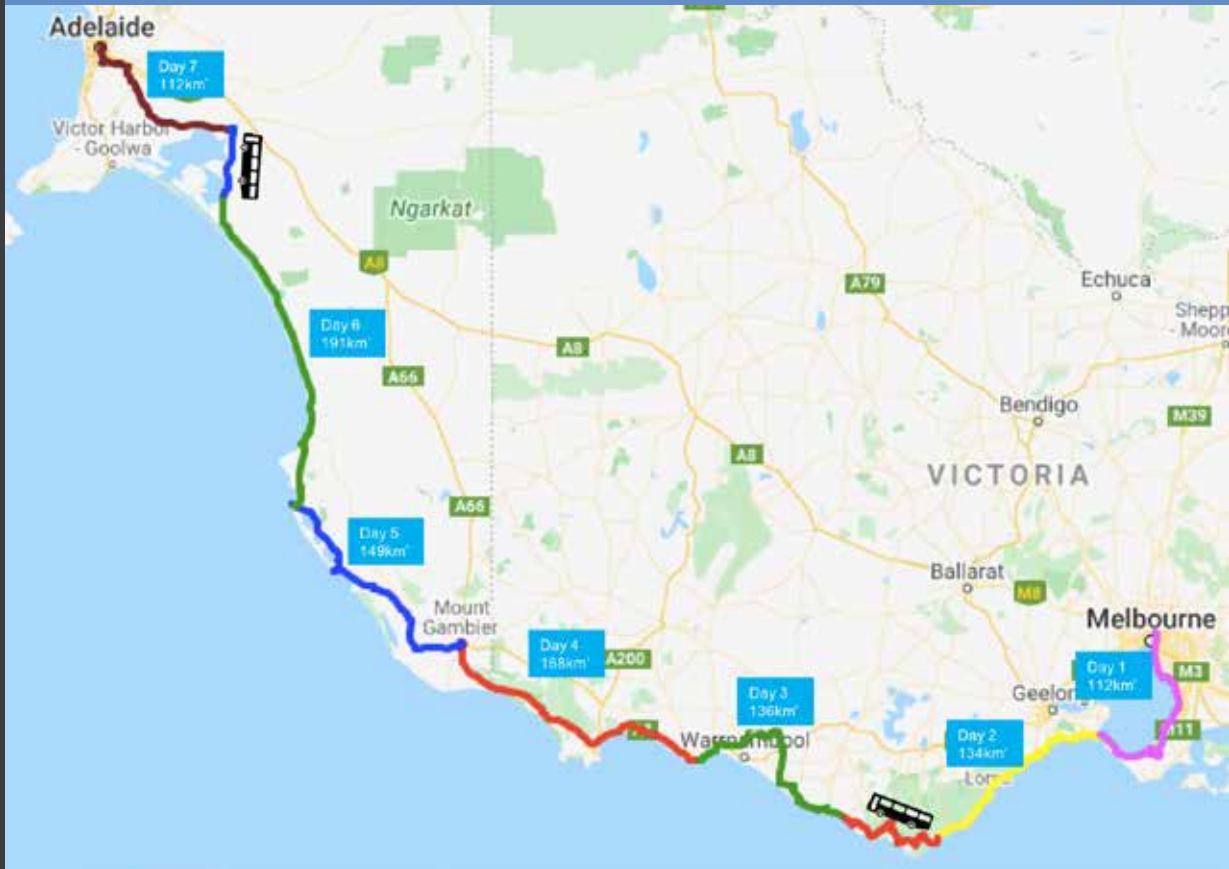 Adelaide
Day 7
112km*
Victor Harbor
- Goolwa
Ngarkat
A8
A79
Echuca
Shepp
- Moor
Day 6
191km*
A8
A66
Bendigo
M39
A8
VICTORIA
A66
Day 5
149km*
Ballarat
M8
Mount
Gambier
Melbourne
Day 4
168km*
A200
Day 1
112km*
M3
Geelong
Day 3
136km*
Day 2
134km*
M11
Warrnambool
Lorne